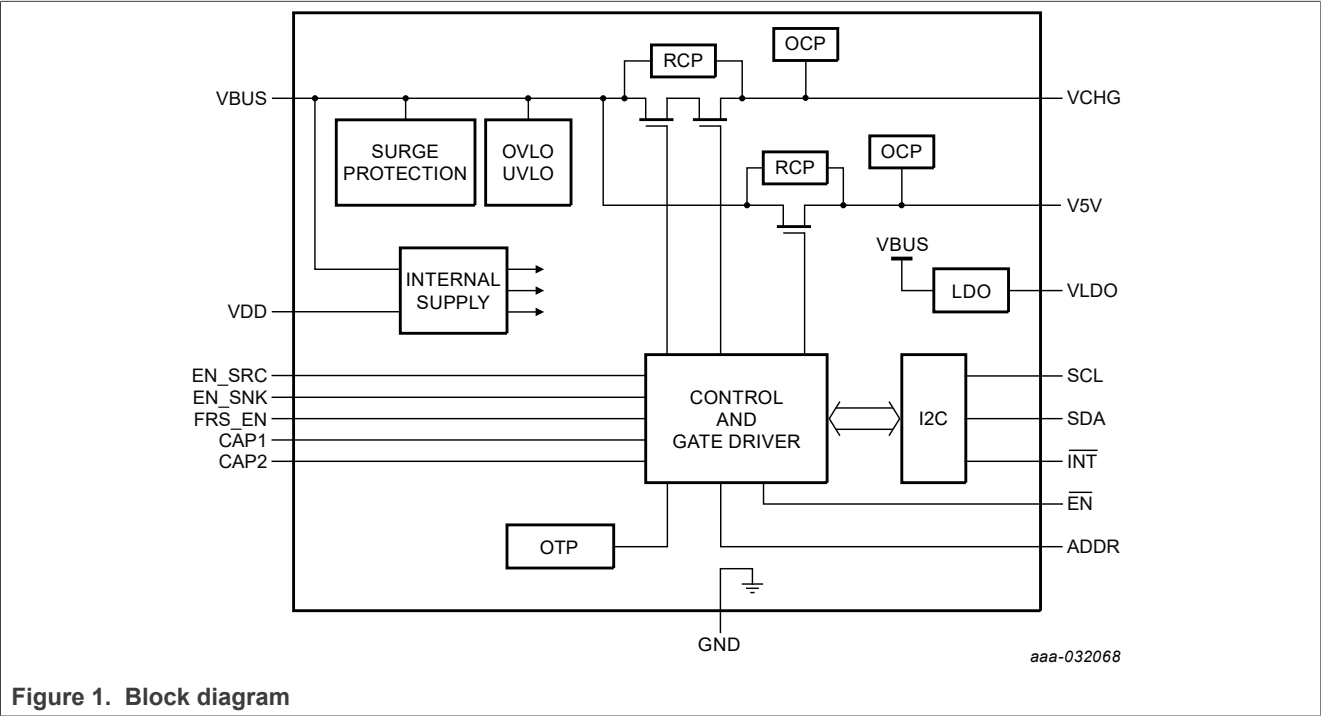 OCP
RCP
VBUS
VCHG
SURGE
PROTECTION
OVLO
UVLO
OCP
RCP
V5V
VBUS
INTERNAL
SUPPLY
LDO
VLDO
VDD
EN_SRC
EN_SNK
FRS_EN
CAP1
CAP2
CONTROL
AND
GATE DRIVER
I2C
SCL
SDA
INT
EN
ADDR
OTP
GND
aaa-032068
Figure 1. Block diagram